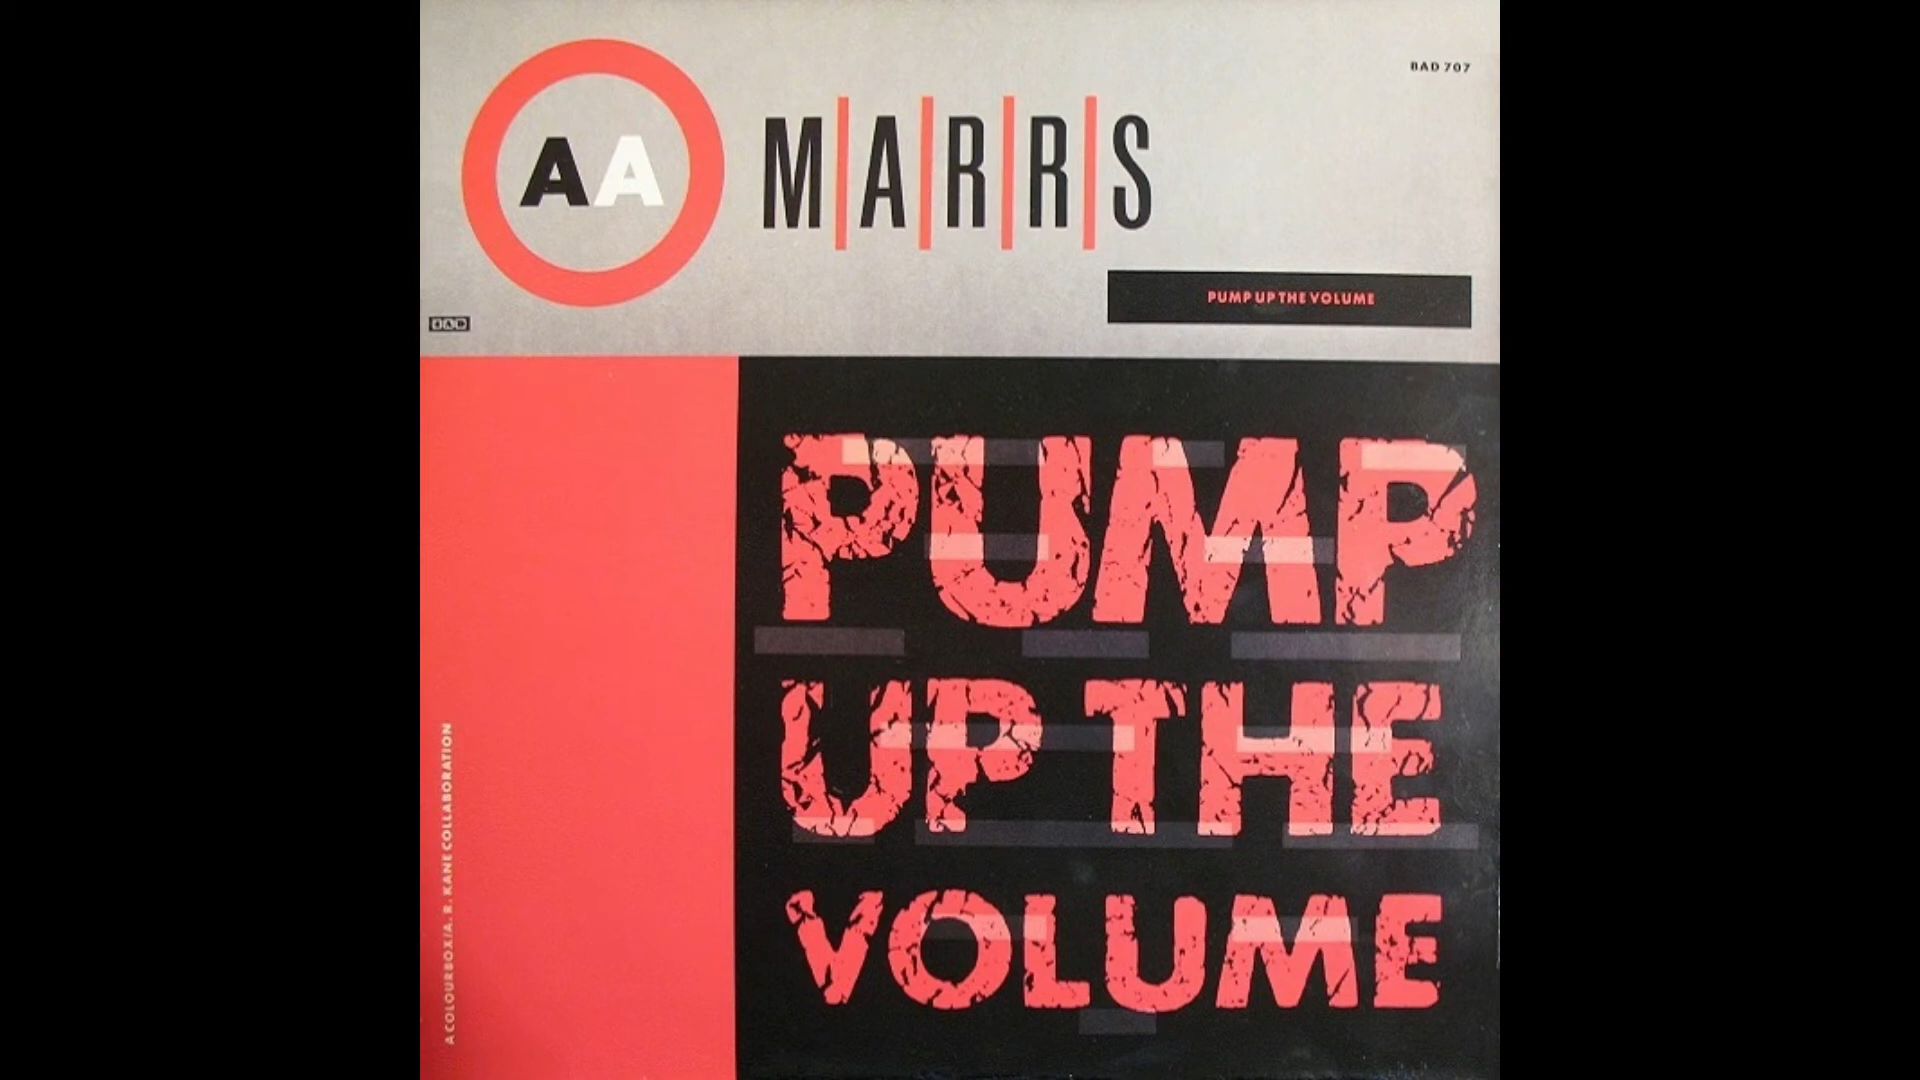 BAD 707
AA
M|A|R|R|S
PUMP UP THE VOLUME
PUMP
UP THE
VOLUME
A COLOURBOX/A. R. KANE COLLABORATION